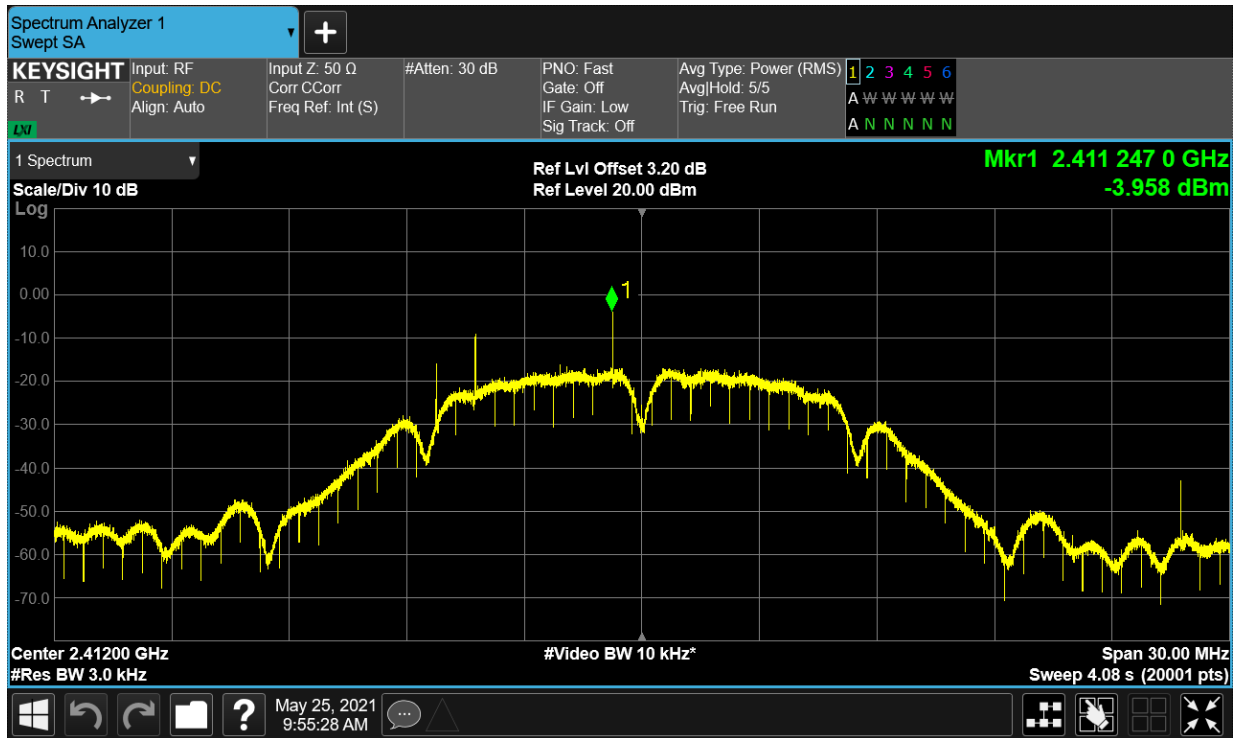 Spectrum Analyzer 1
Swept SA
+
KEYSIGHT
R T
LXI
Input: RF
Coupling: DC
Align: Auto
Input Z: 50 Ω
Corr CCorr
Freq Ref: Int (S)
#Atten: 30 dB
PNO: Fast
Gate: Off
IF Gain: Low
Sig Track: Off
Avg Type: Power (RMS)
Avg|Hold: 5/5
Trig: Free Run
1 2 3 4 5 6
A W W W W W
A N N N N N
1 Spectrum
Scale/Div 10 dB
Log
Ref Lvl Offset 3.20 dB
Ref Level 20.00 dBm
Mkr1 2.411 247 0 GHz
-3.958 dBm
1
10.0
0.00
-10.0
-20.0
-30.0
-40.0
-50.0
-60.0
-70.0
Center 2.41200 GHz
#Res BW 3.0 kHz
#Video BW 10 kHz*
Span 30.00 MHz
Sweep 4.08 s (20001 pts)
?
May 25, 2021
9:55:28 AM